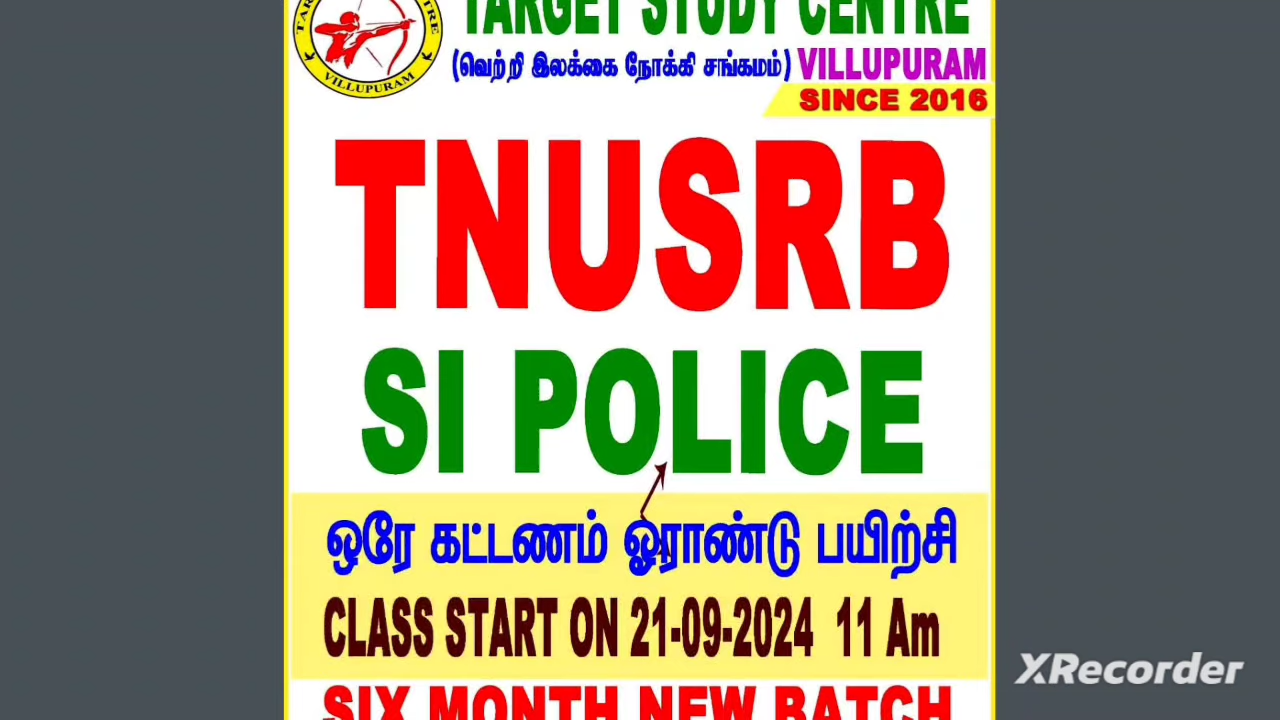 TARGET STUDY CENTRE
(வெற்றி இலக்கை நோக்கி சங்கமம்) VILLUPURAM
VILLUPURAM
SINCE 2016
TNUSRB
SI POLICE
ஒரே கட்டணம் ஓராண்டு பயிற்சி
CLASS START ON 21-09-2024 11 Am
SIX MONTH NEW BATCH
XRecorder